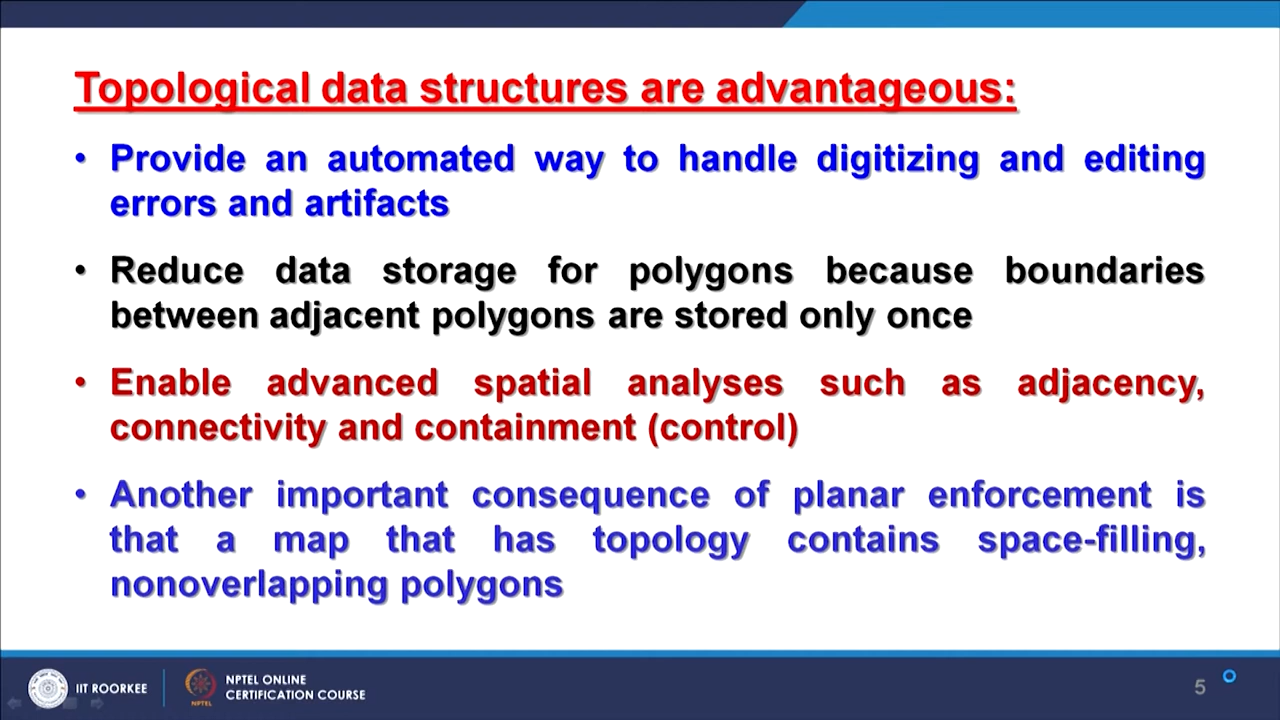 Topological data structures are advantageous:
• Provide an automated way to handle digitizing and editing
errors and artifacts
• Reduce data storage for polygons because boundaries
between adjacent polygons are stored only once
• Enable advanced spatial analyses such as adjacency,
connectivity and containment (control)
• Another important consequence of planar enforcement is
that a map that has topology contains space-filling,
nonoverlapping polygons
IIT ROORKEE
NPTEL
NPTEL ONLINE
CERTIFICATION COURSE
5